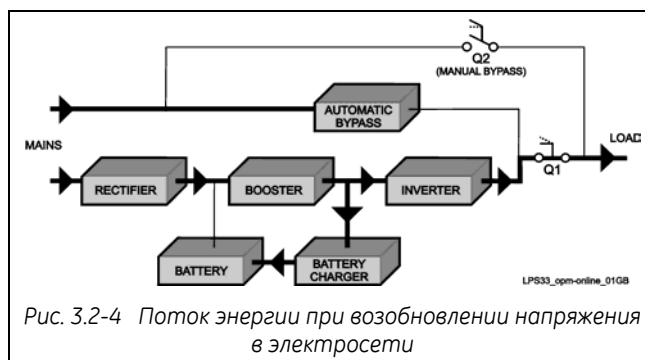 Q2
(MANUAL BYPASS)
AUTOMATIC
BYPASS
MAINS
LOAD
Q1
RECTIFIER
BOOSTER
INVERTER
BATTERY
BATTERY
CHARGER
LPS33_opm-online_01GB
Рис. 3.2-4 Поток энергии при возобновлении напряжения
в электросети